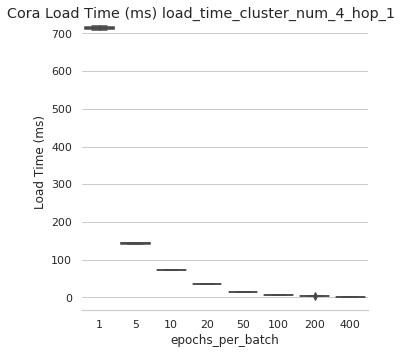 Cora Load Time (ms) load_time_cluster_num_4_hop_1
700
600
500
400
300
200
100
0
Load Time (ms)
1 5 10 20 50 100 200 400
epochs_per_batch